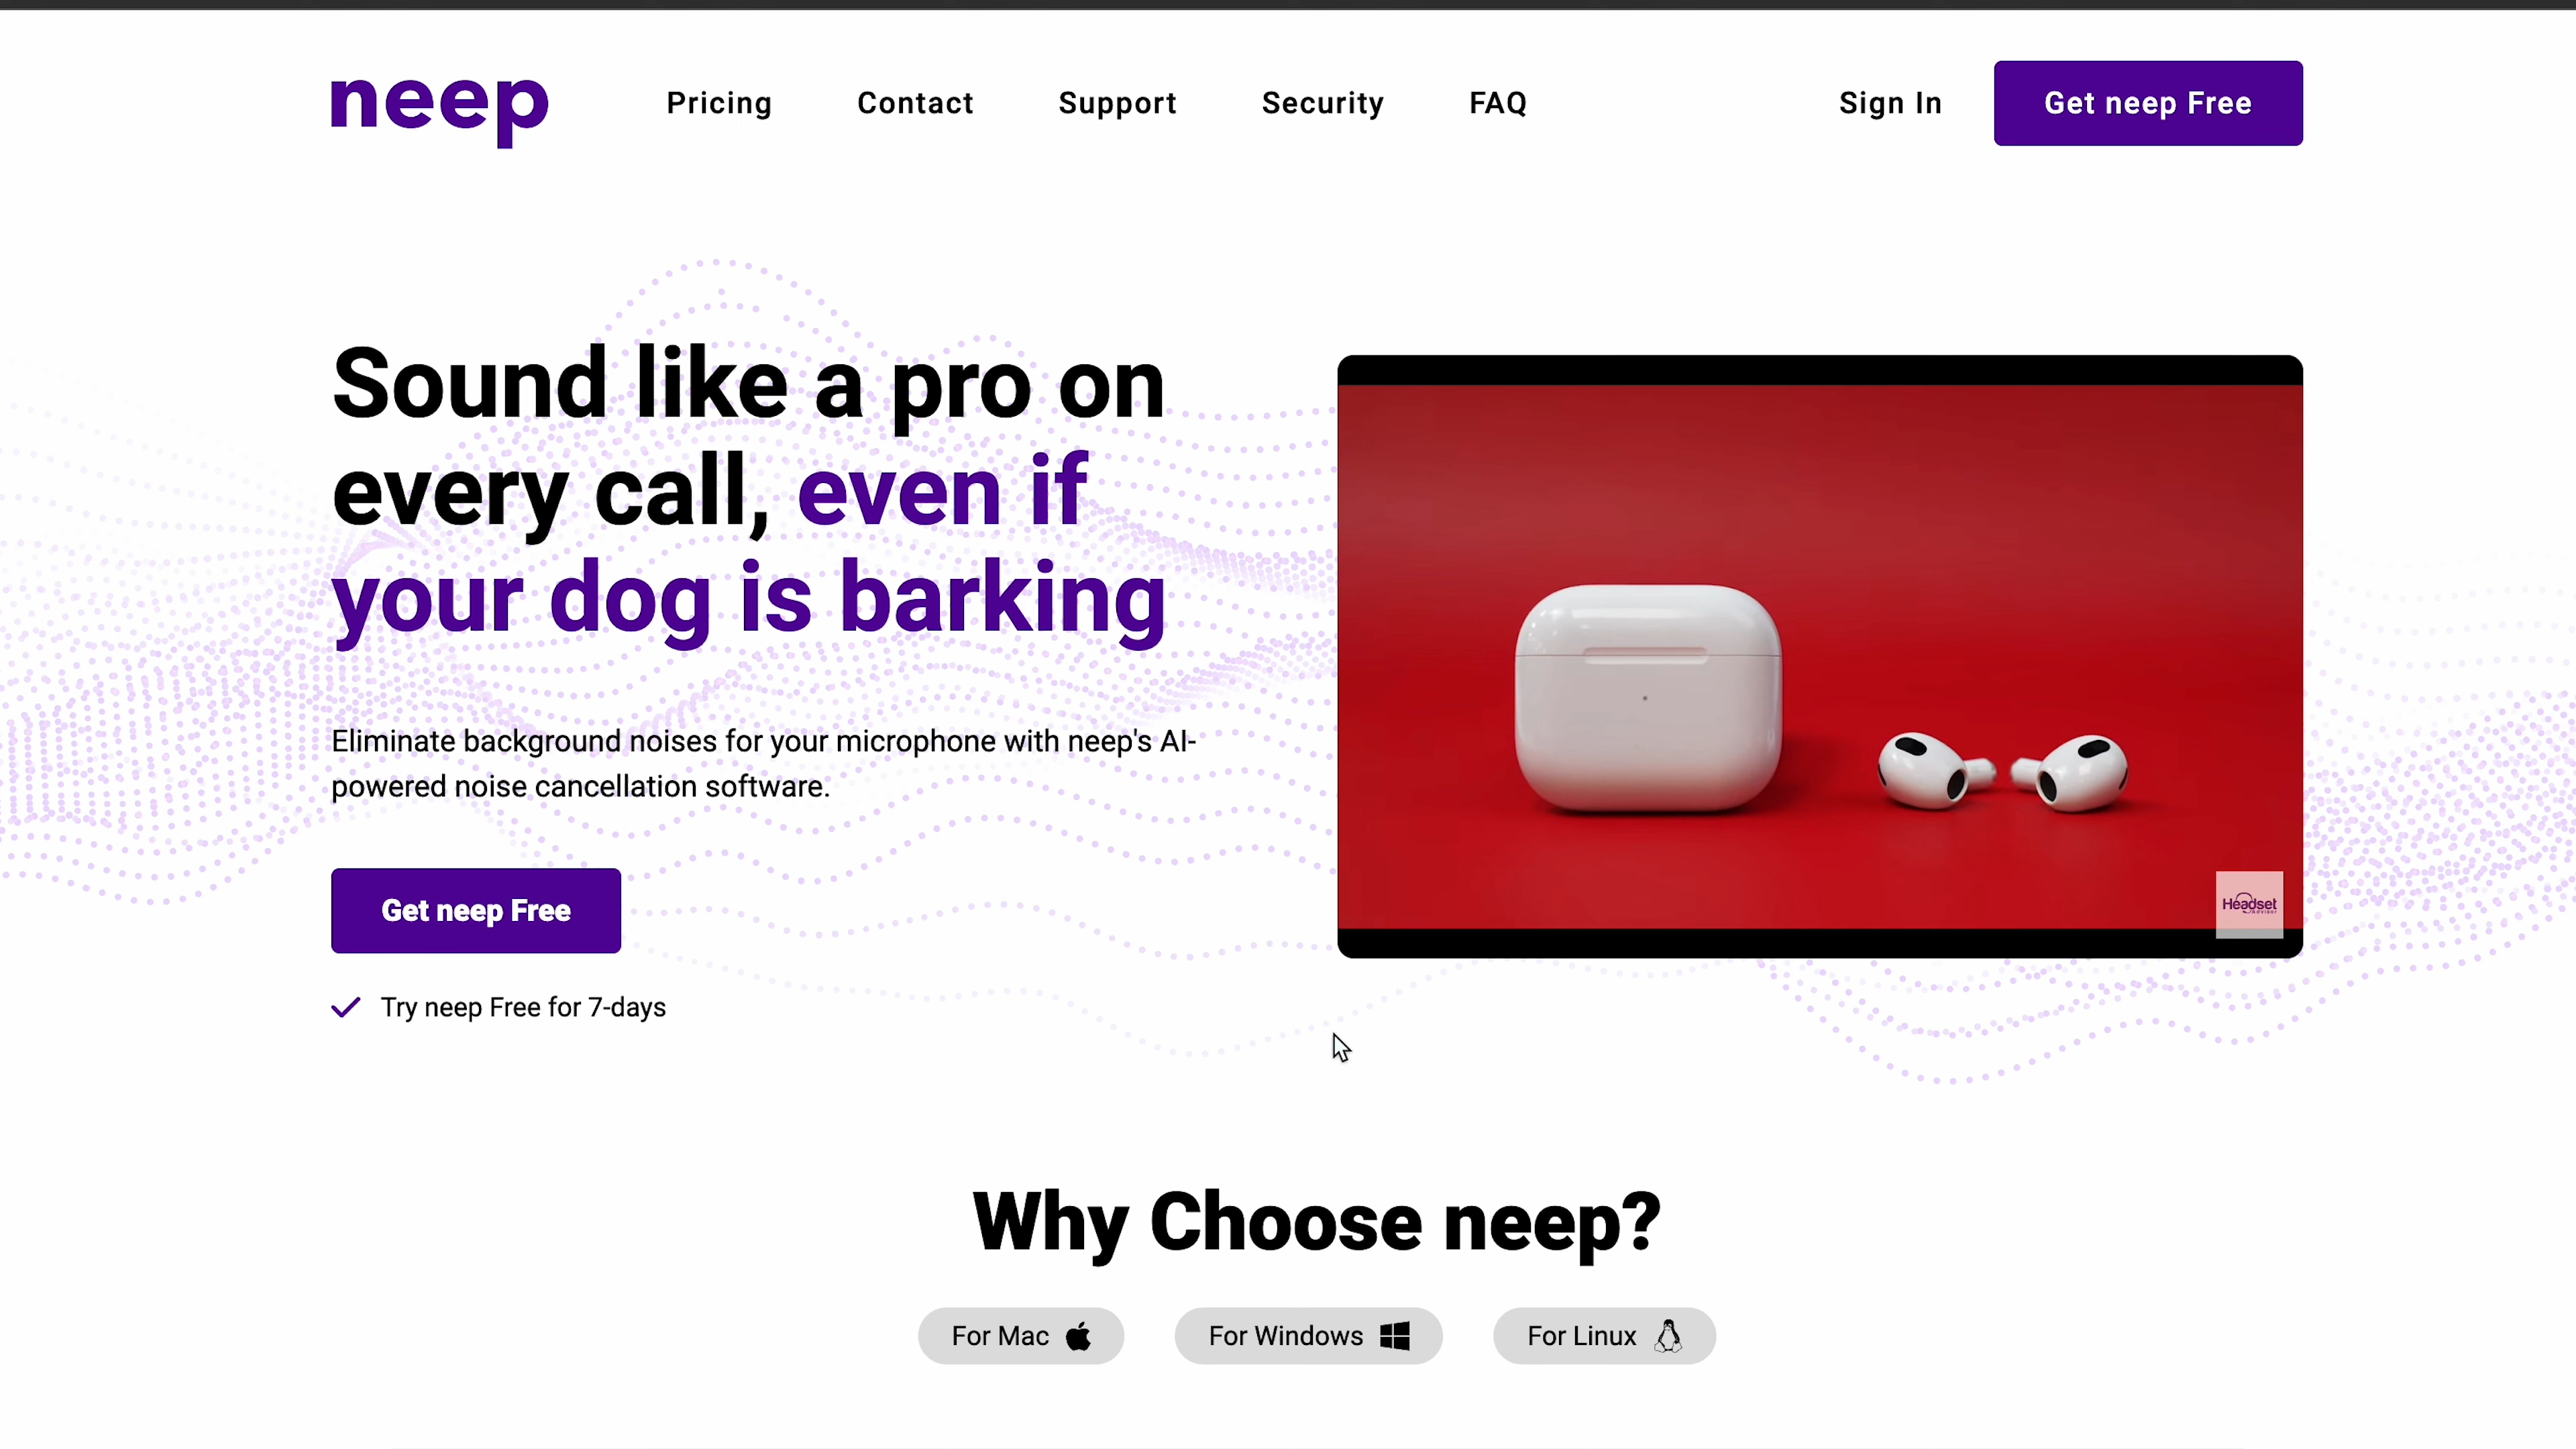 neep
Pricing
Contact
Support
Security
FAQ
Sign In
Get neep Free
Sound like a pro on
every call, even if
your dog is barking
Eliminate background noises for your microphone with neep's AI-
powered noise cancellation software.
Get neep Free
Try neep Free for 7-days
Headset
Advisor
Why Choose neep?
For Mac
For Windows
For Linux